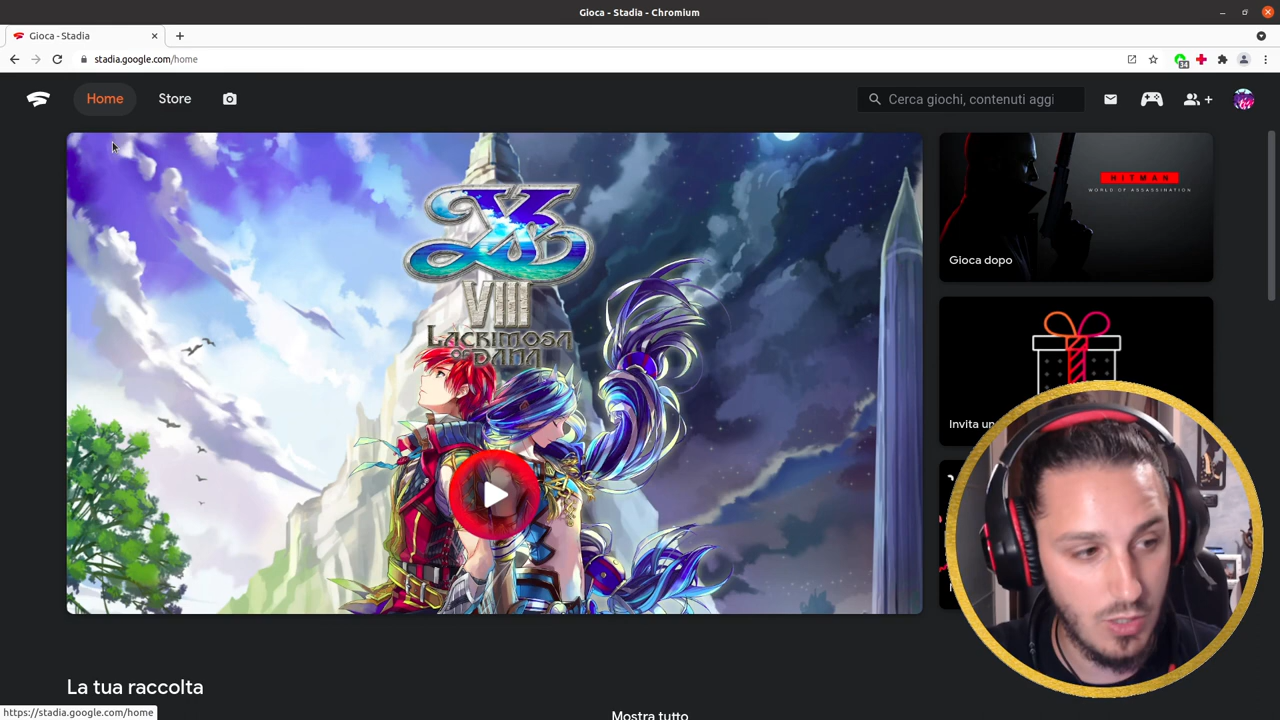 Gioca - Stadia - Chromium
Gioca - Stadia
stadia.google.com/home
34
Home
Store
Cerca giochi, contenuti aggi
YS
VIII
LACRIMOSA
OF DANA
HITMAN
WORLD OF ASSASSINATION
Gioca dopo
Invita un
La tua raccolta
Mostra tutto
https://stadia.google.com/home